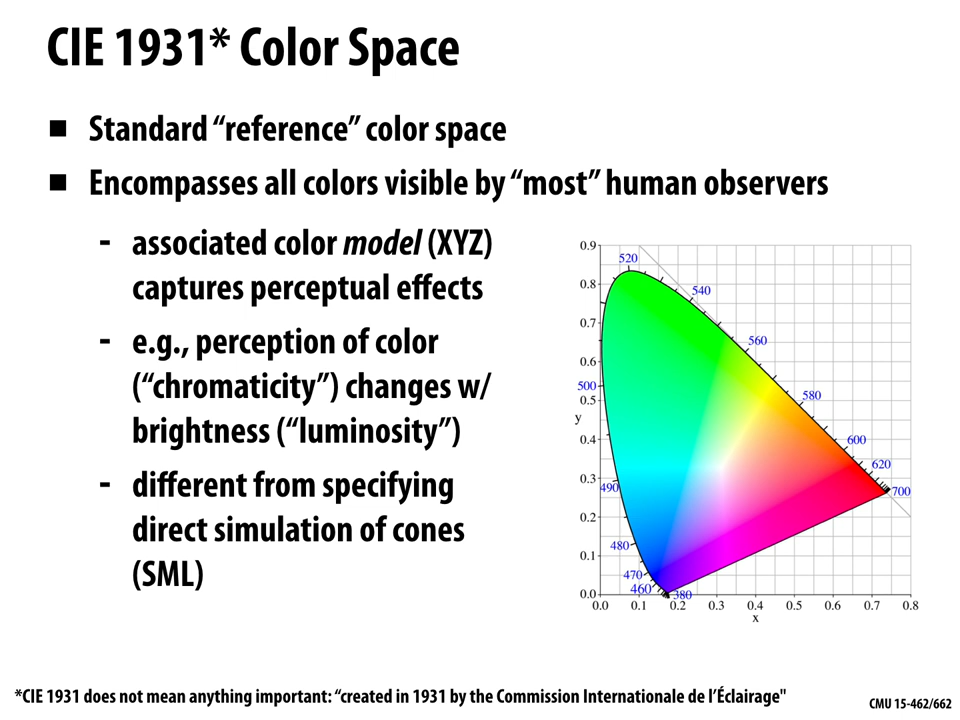 CIE 1931* Color Space
■ Standard “reference” color space
■ Encompasses all colors visible by “most” human observers
- associated color model (XYZ)
captures perceptual effects
- e.g., perception of color
(“chromaticity”) changes w/
brightness (“luminosity”)
- different from specifying
direct simulation of cones
(SML)
0.9
520
0.8
540
0.7
560
0.6
500
580
0.5
y
0.4
600
620
0.3
490
700
0.2
480
0.1
470
460
380
0.0
0.0 0.1 0.2 0.3 0.4 0.5 0.6 0.7 0.8
x
*CIE 1931 does not mean anything important: “created in 1931 by the Commission Internationale de l’Éclairage"
CMU 15-462/662